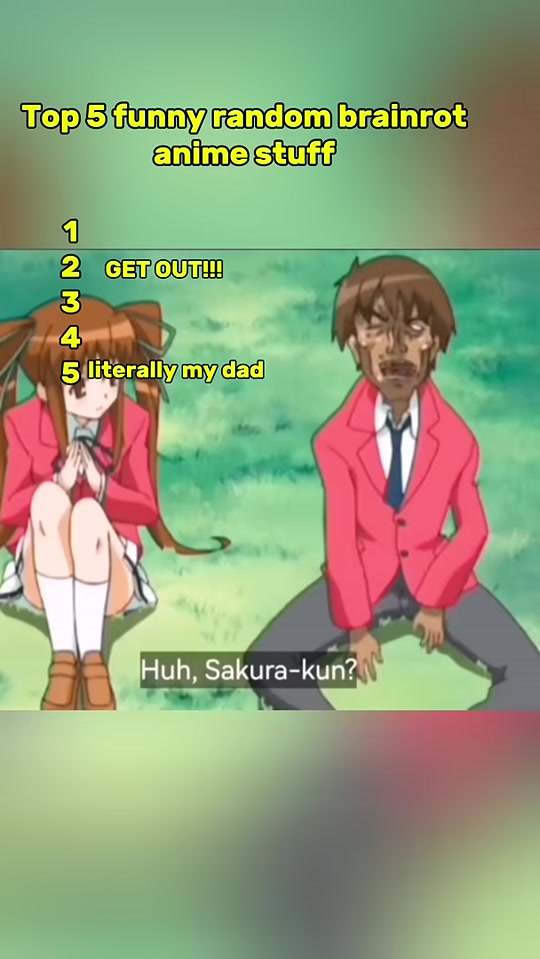 Top 5 funny random brainrot
anime stuff
1
2 GET OUT!!!
3
4
5 literally my dad
Huh, Sakura-kun?